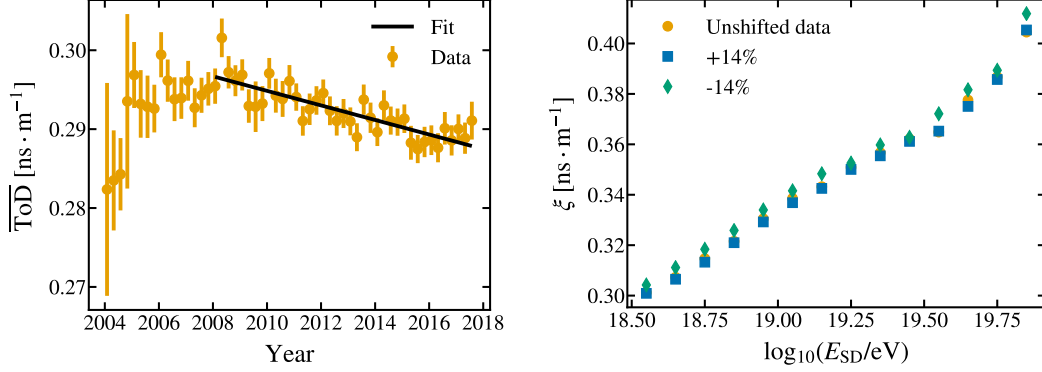 0.30
0.29
0.28
0.27
2004 2006 2008 2010 2012 2014 2016 2018
Year
ToD [ns · m⁻¹]
Fit
Data
0.40
0.38
0.36
0.34
0.32
0.30
18.50 18.75 19.00 19.25 19.50 19.75
log₁₀(E_SD/eV)
ξ [ns · m⁻¹]
Unshifted data
+14%
-14%